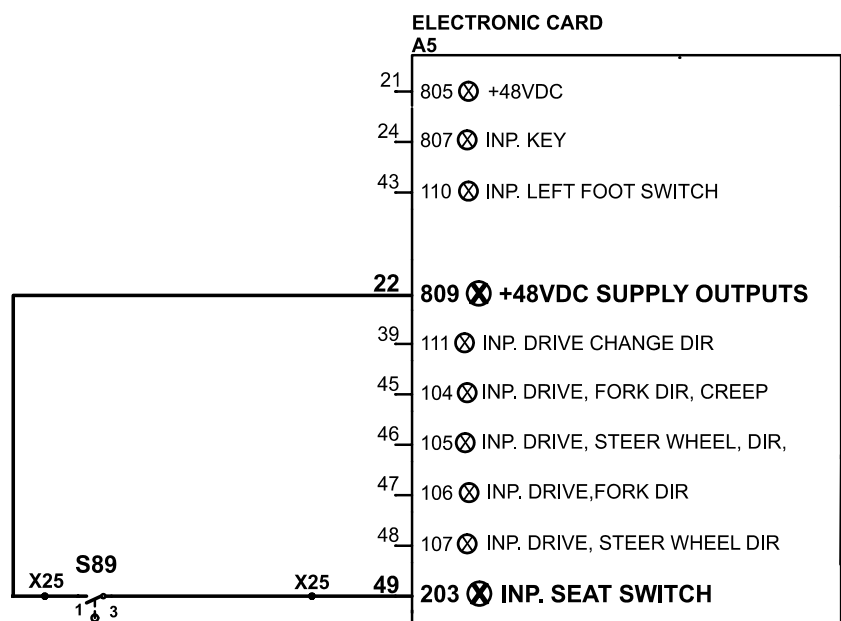 ELECTRONIC CARD
A5
21 805 +48VDC
24 807 INP. KEY
43 110 INP. LEFT FOOT SWITCH
22 809 +48VDC SUPPLY OUTPUTS
39 111 INP. DRIVE CHANGE DIR
45 104 INP. DRIVE, FORK DIR, CREEP
46 105 INP. DRIVE, STEER WHEEL, DIR,
47 106 INP. DRIVE,FORK DIR
48 107 INP. DRIVE, STEER WHEEL DIR
S89
X25 X25 49 203 INP. SEAT SWITCH
1 3